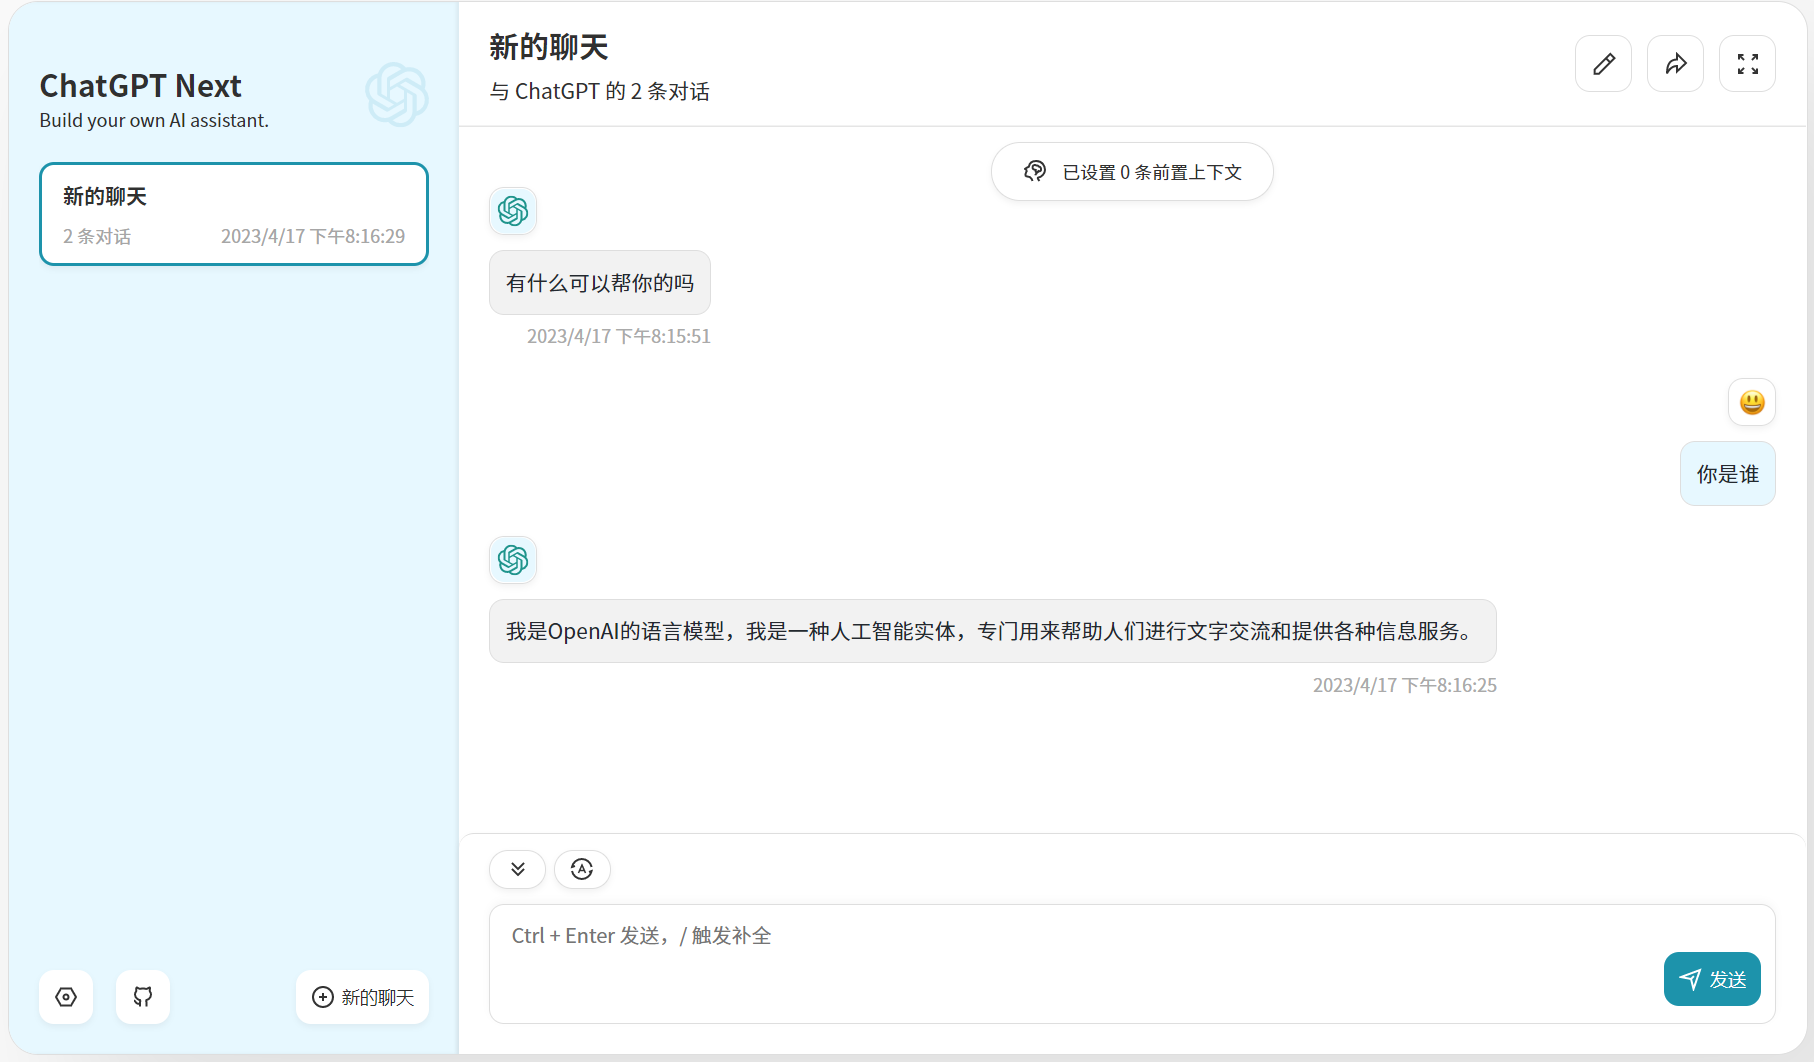 ChatGPT Next
Build your own AI assistant.
新的聊天
2 条对话 2023/4/17 下午8:16:29
新的聊天
新的聊天
与 ChatGPT 的 2 条对话
已设置 0 条前置上下文
有什么可以帮你的吗
2023/4/17 下午8:15:51
你是谁
我是OpenAI的语言模型，我是一种人工智能实体，专门用来帮助人们进行文字交流和提供各种信息服务。
2023/4/17 下午8:16:25
Ctrl + Enter 发送，/ 触发补全
发送